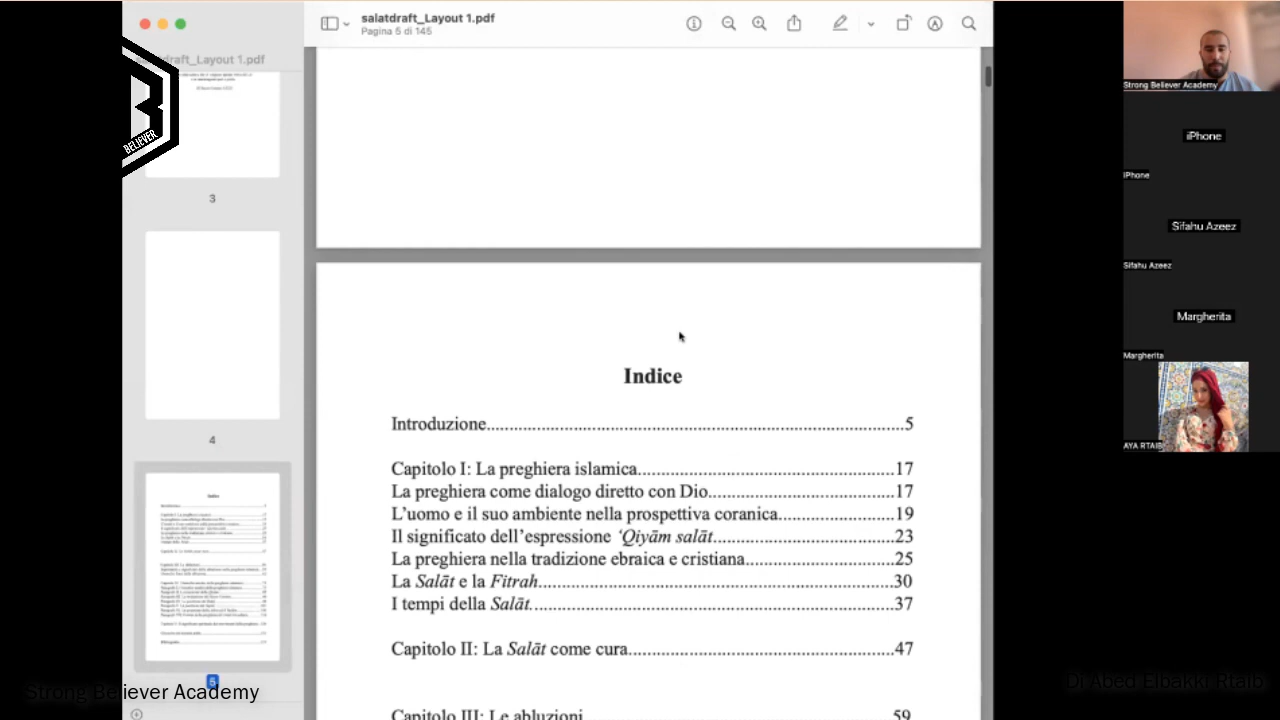 salatdraft_Layout 1.pdf
Pagina 5 di 145
draft_Layout 1.pdf
BELIEVER
3
4
5
Indice
Introduzione 5
Capitolo I: La preghiera islamica 17
La preghiera come dialogo diretto con Dio 17
L'uomo e il suo ambiente nella prospettiva coranica 19
Il significato dell'espressione 'Qiyām salāt 23
La preghiera nella tradizione ebraica e cristiana 25
La Salāt e la Fitrah 30
I tempi della Salāt 37
Capitolo II: La Salāt come cura 47
Capitolo III: Le abluzioni 59
Strong Believer Academy
iPhone
iPhone
Sifahu Azeez
Sifahu Azeez
Margherita
Margherita
AYA RTAIB
Strong Believer Academy
Di Abed Elbakki Rtaib